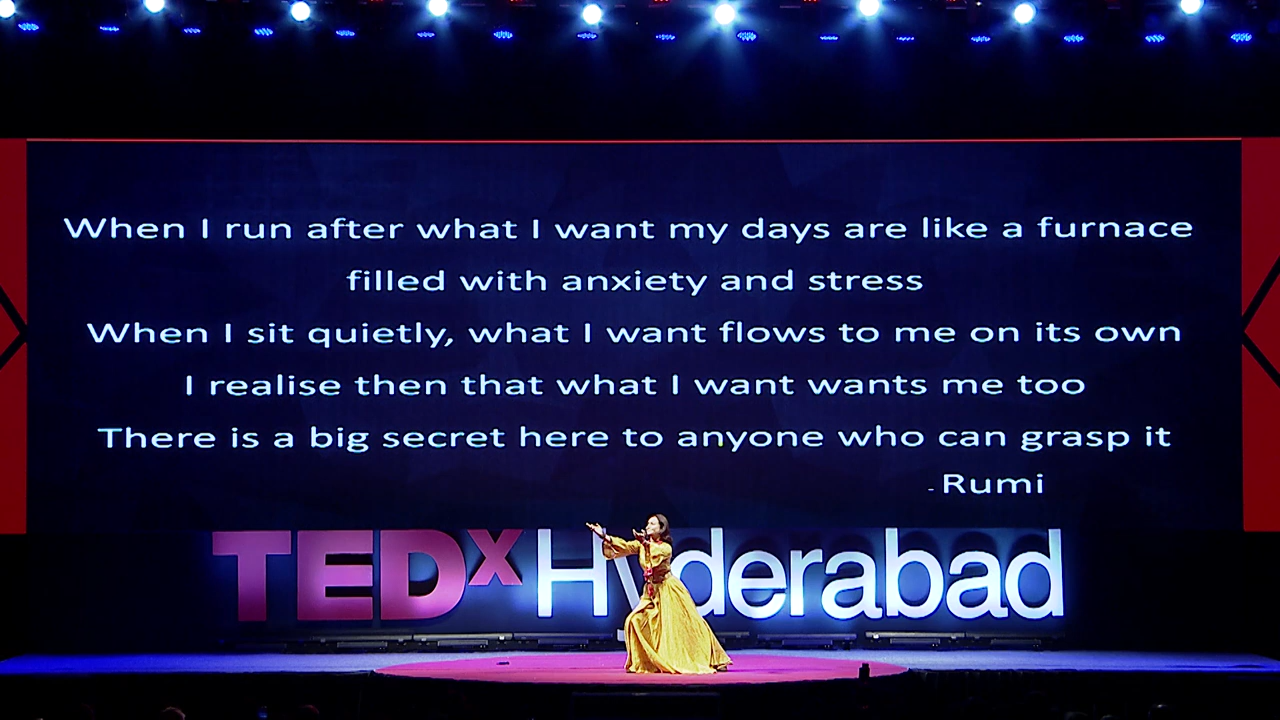 When I run after what I want my days are like a furnace
filled with anxiety and stress
When I sit quietly, what I want flows to me on its own
I realise then that what I want wants me too
There is a big secret here to anyone who can grasp it
- Rumi
TEDx Hyderabad